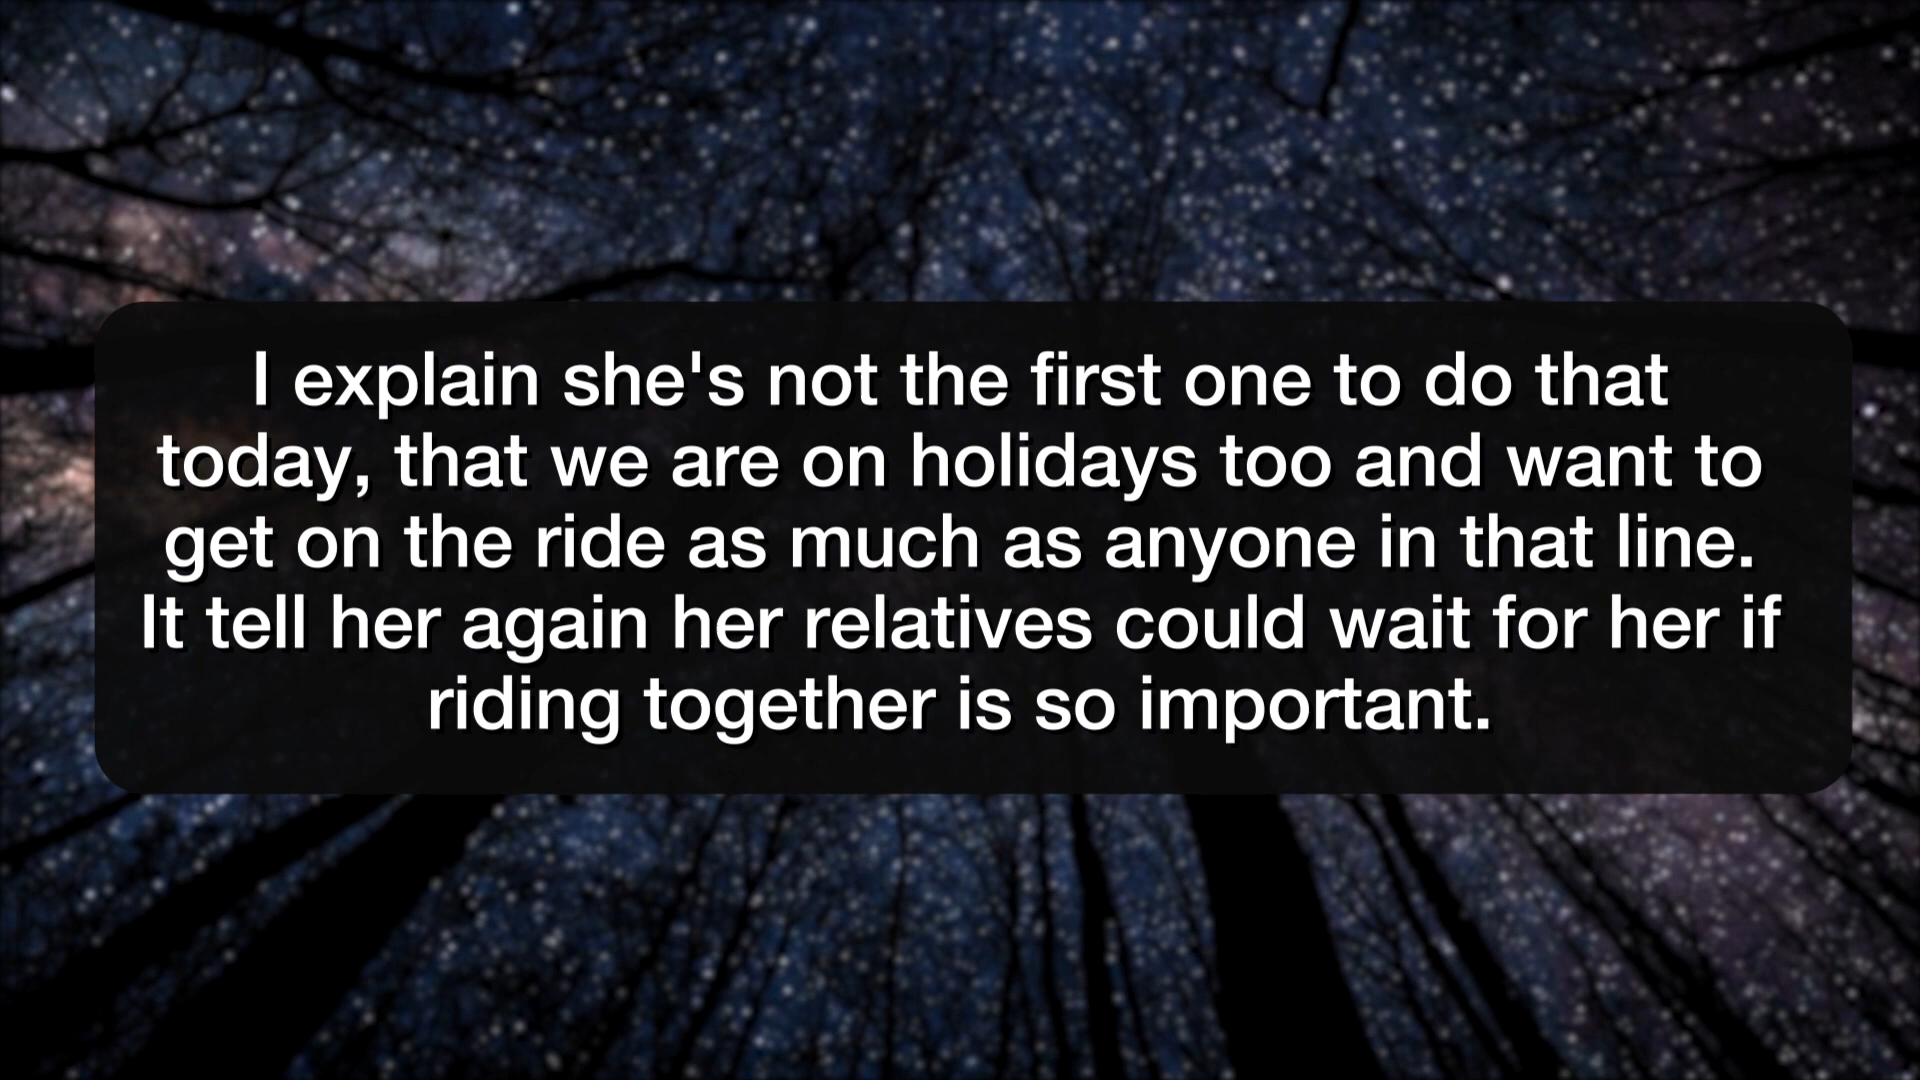 I explain she's not the first one to do that
today, that we are on holidays too and want to
get on the ride as much as anyone in that line.
It tell her again her relatives could wait for her if
riding together is so important.